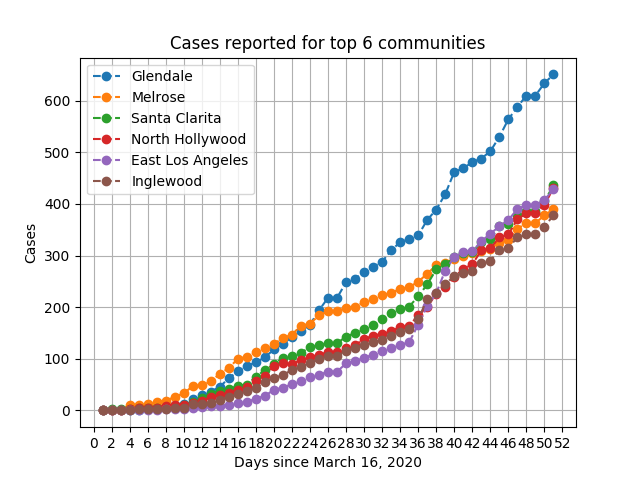 Cases reported for top 6 communities
Glendale
Melrose
Santa Clarita
North Hollywood
East Los Angeles
Inglewood
600
500
400
300
200
100
0
Cases
0 2 4 6 8 10 12 14 16 18 20 22 24 26 28 30 32 34 36 38 40 42 44 46 48 50 52
Days since March 16, 2020